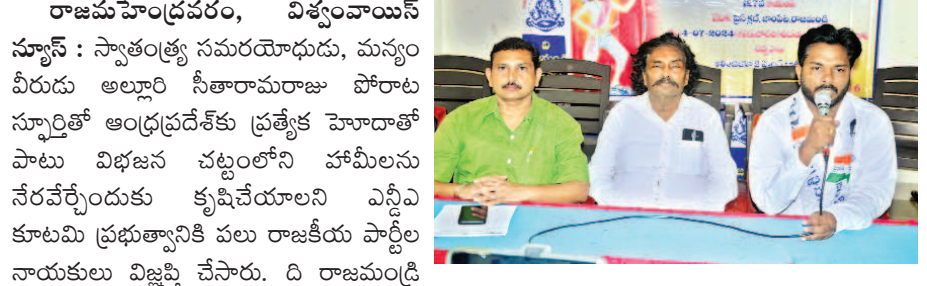 రాజమహేంద్రవరం, విశ్వంవాయిస్
న్యూస్ : స్వాతంత్ర్య సమరయోధుడు, మన్యం
వీరుడు అల్లూరి సీతారామరాజు పోరాట
స్ఫూర్తితో ఆంధ్రప్రదేశ్‌కు ప్రత్యేక హెూదాతో
పాటు విభజన చట్టంలోని హామీలను
నేరవేర్చేందుకు కృషిచేయాలని ఎన్డీఎ
కూటమి ప్రభుత్వానికి పలు రాజకీయ పార్టీల
నాయకులు విజ్ఞప్తి చేసారు. ది రాజమండ్రి